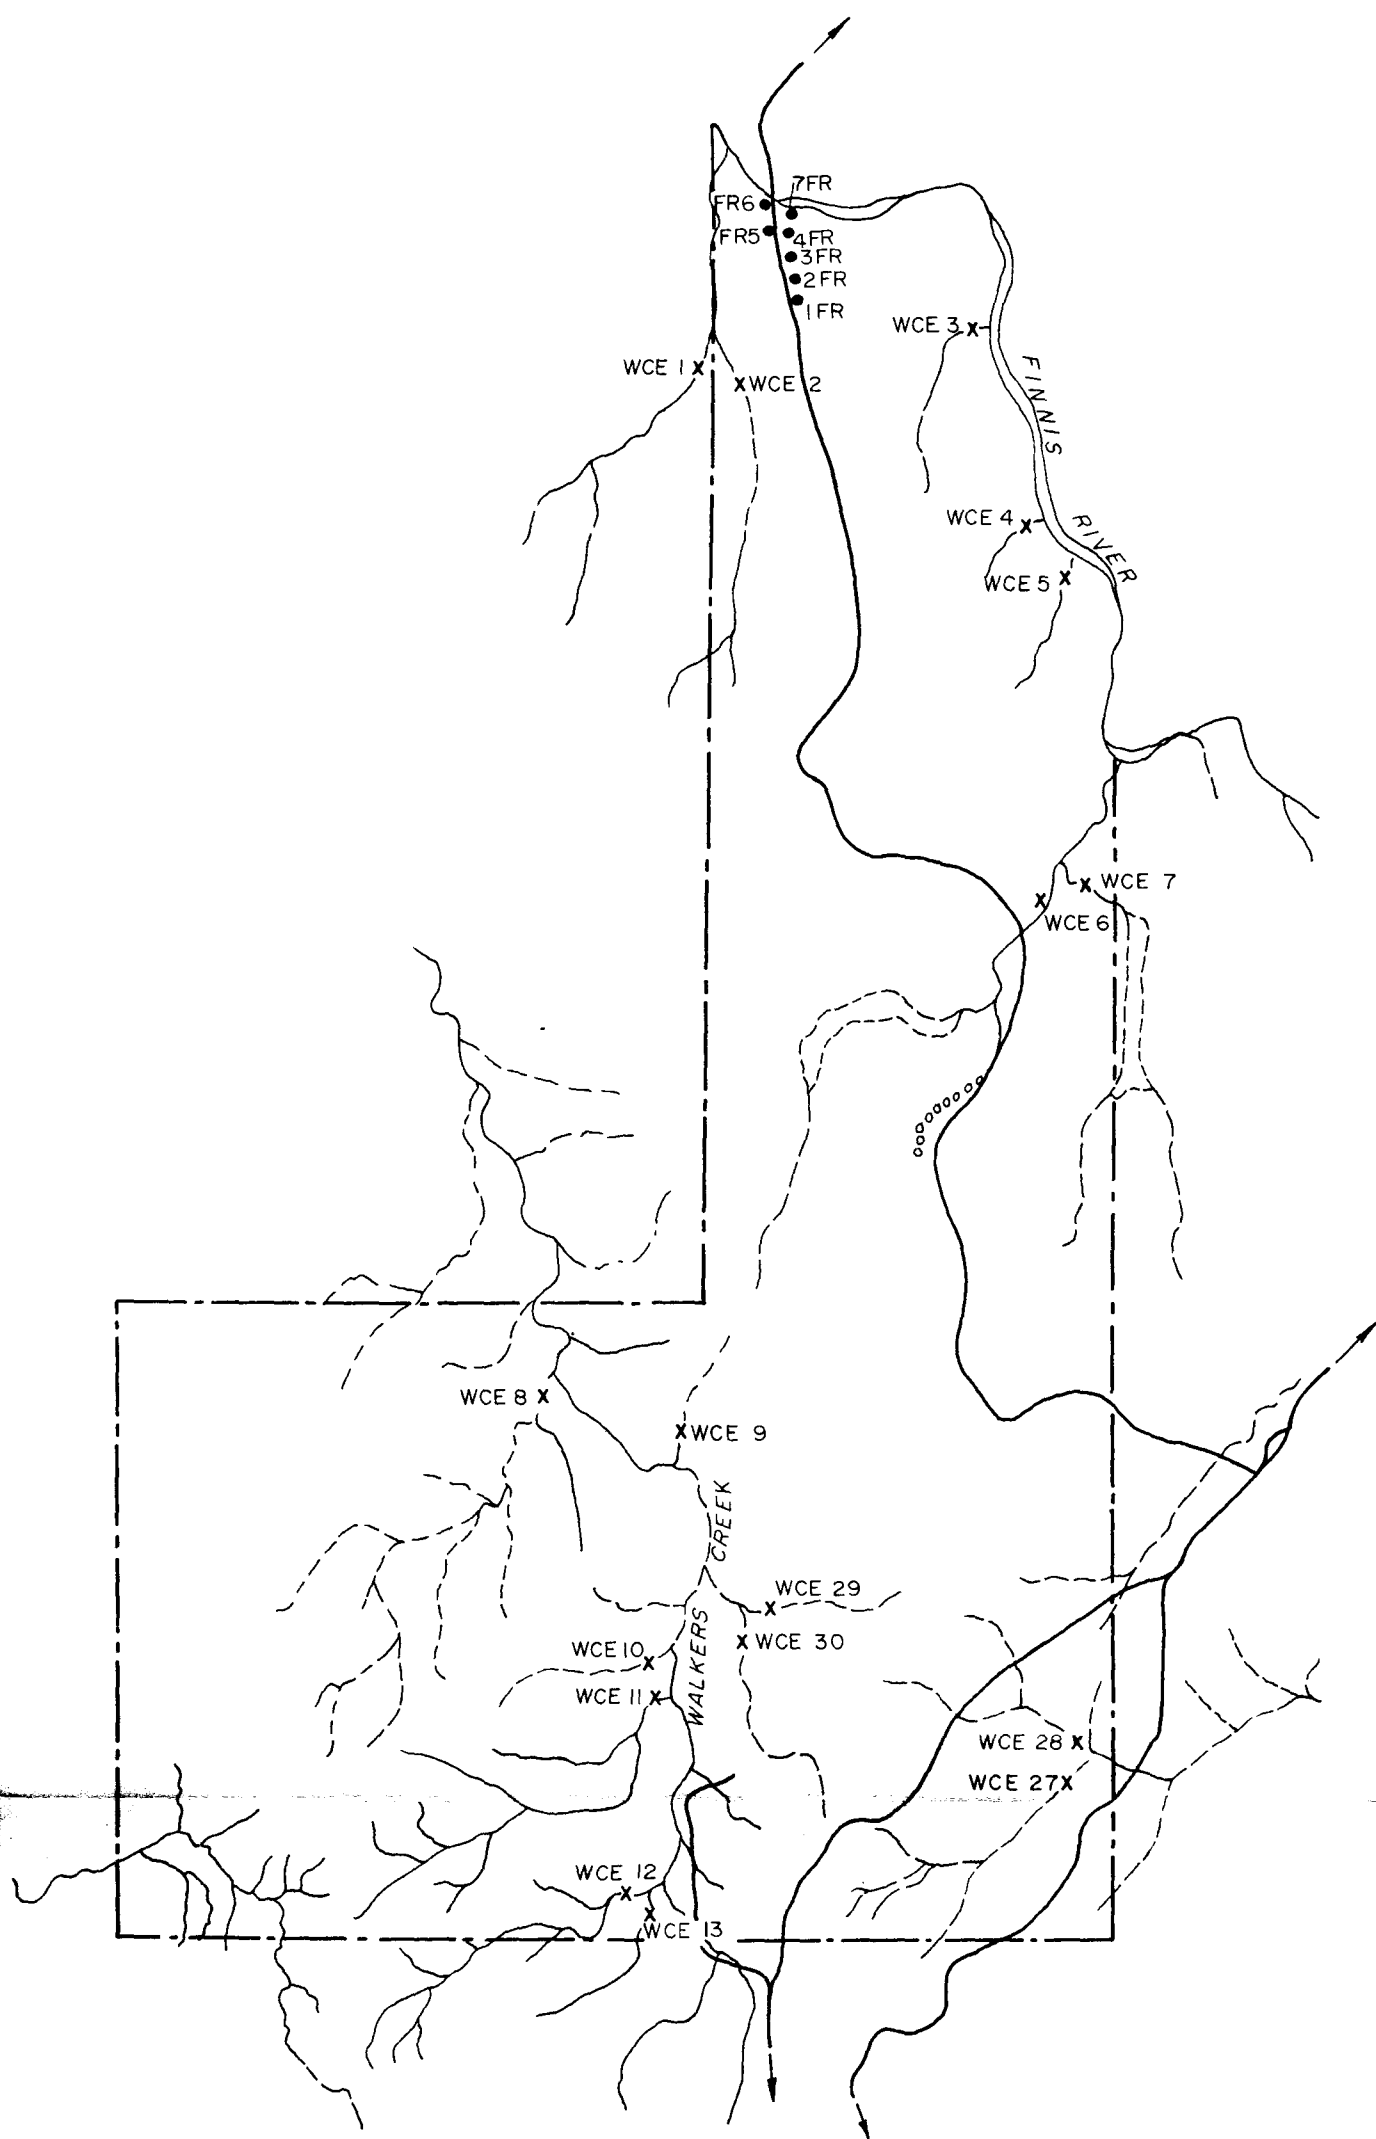 7FR
FR6
FR5
4FR
3FR
2FR
1FR
WCE 3
FINNIS RIVER
WCE 1
WCE 2
WCE 4
WCE 5
WCE 7
WCE 6
WCE 8
WCE 9
WALKERS CREEK
WCE 29
WCE 30
WCE 10
WCE 11
WCE 28
WCE 27
WCE 12
WCE 13